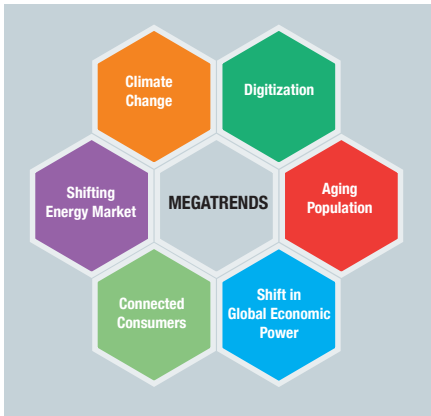 Climate
Change
Digitization
Shifting
Energy Market
MEGATRENDS
Aging
Population
Connected
Consumers
Shift in
Global Economic
Power